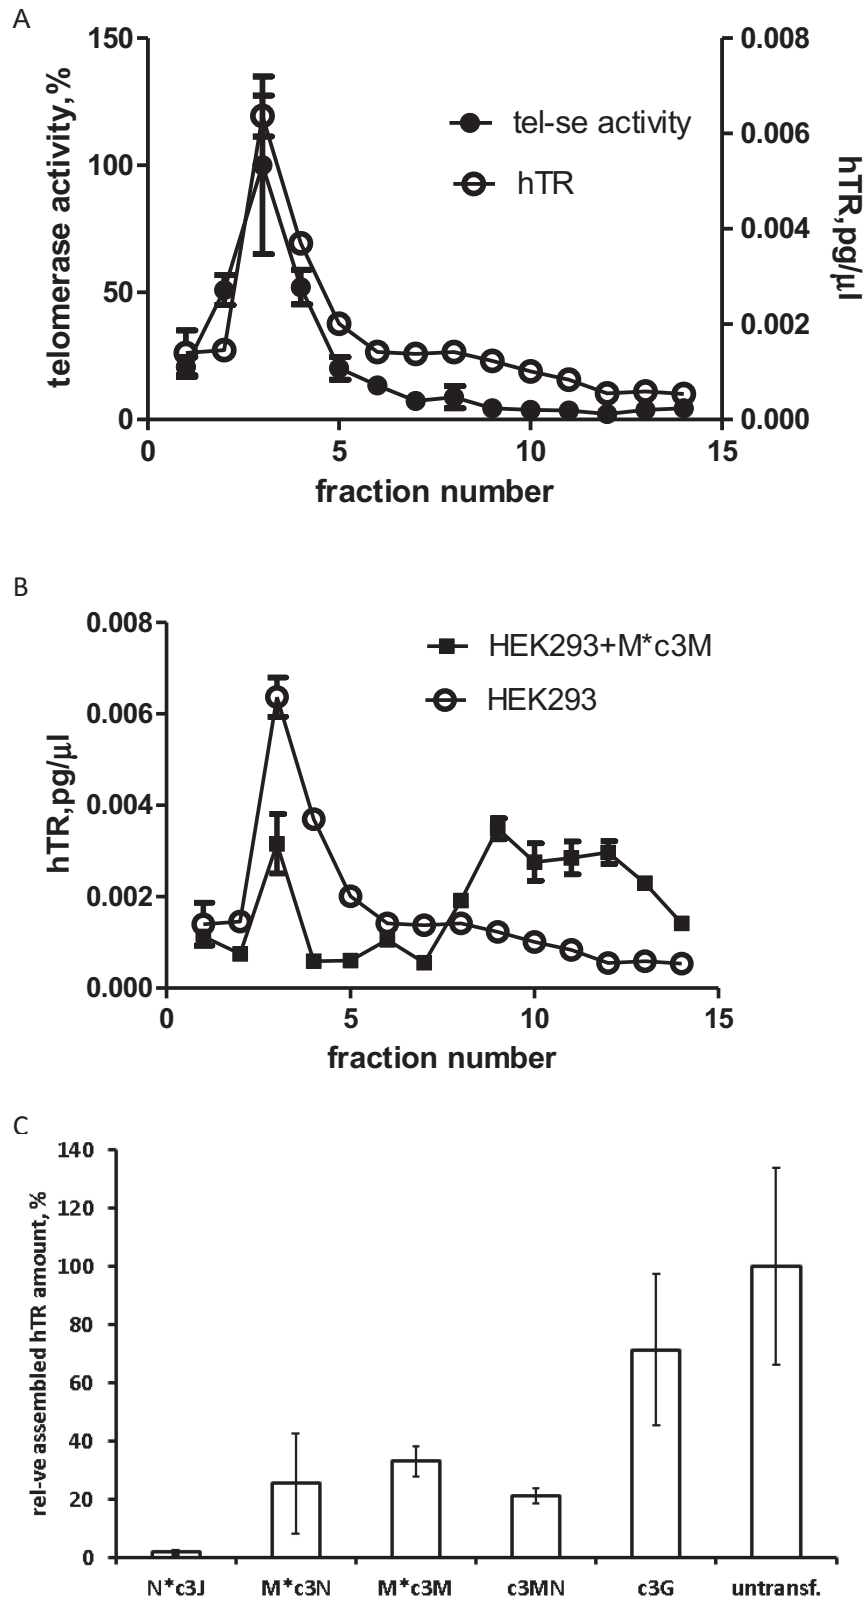 A
telomerase activity,%
150
100
50
0
0.008
0.006
0.004
0.002
0.000
hTR,pg/μl
tel-se activity
hTR
0 5 10 15
fraction number
B
hTR,pg/μl
0.008
0.006
0.004
0.002
0.000
HEK293+M*c3M
HEK293
0 5 10 15
fraction number
C
rel-ve assembled hTR amount, %
140
120
100
80
60
40
20
0
N*c3J M*c3N M*c3M c3MN c3G untransf.